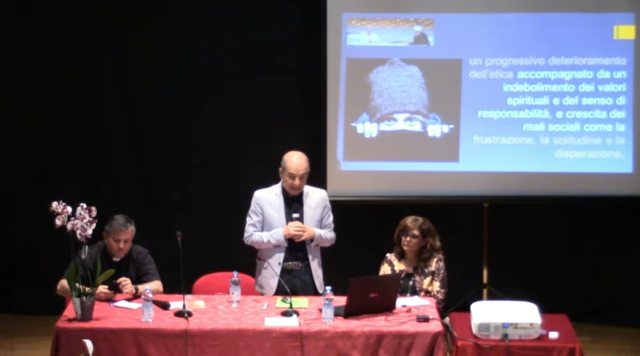 un progressivo deterioramento
dell'etica accompagnato da un
indebolimento dei valori
spirituali e del senso di
responsabilità, e crescita dei
mali sociali come la
frustrazione, la solitudine e la
disperazione.